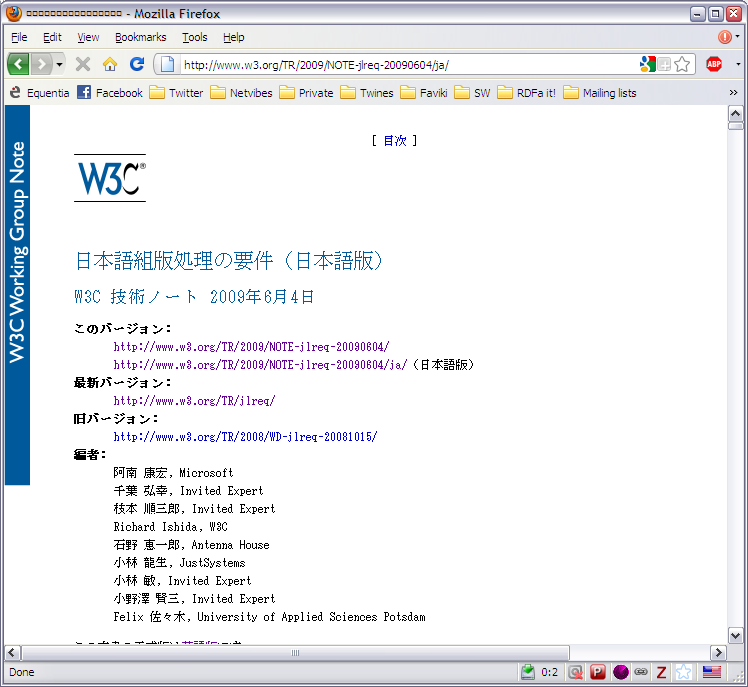 □□□□□□□□□□□□□□□□ - Mozilla Firefox
File Edit View Bookmarks Tools Help
http://www.w3.org/TR/2009/NOTE-jlreq-20090604/ja/
ABP
Equentia Facebook Twitter Netvibes Private Twines Faviki SW RDFa it! Mailing lists »
W3C Working Group Note
[ 目次 ]
W3C®
日本語組版処理の要件（日本語版）
W3C 技術ノート 2009年6月4日
このバージョン：
http://www.w3.org/TR/2009/NOTE-jlreq-20090604/
http://www.w3.org/TR/2009/NOTE-jlreq-20090604/ja/（日本語版）
最新バージョン：
http://www.w3.org/TR/jlreq/
旧バージョン：
http://www.w3.org/TR/2008/WD-jlreq-20081015/
編者：
阿南 康宏, Microsoft
千葉 弘幸, Invited Expert
枝本 順三郎, Invited Expert
Richard Ishida, W3C
石野 恵一郎, Antenna House
小林 龍生, JustSystems
小林 敏, Invited Expert
小野澤 賢三, Invited Expert
Felix 佐々木, University of Applied Sciences Potsdam
Done 0:2